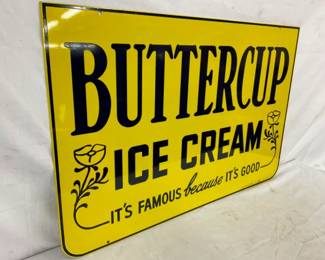 BUTTERCUP
ICE CREAM
IT'S FAMOUS because IT'S GOOD